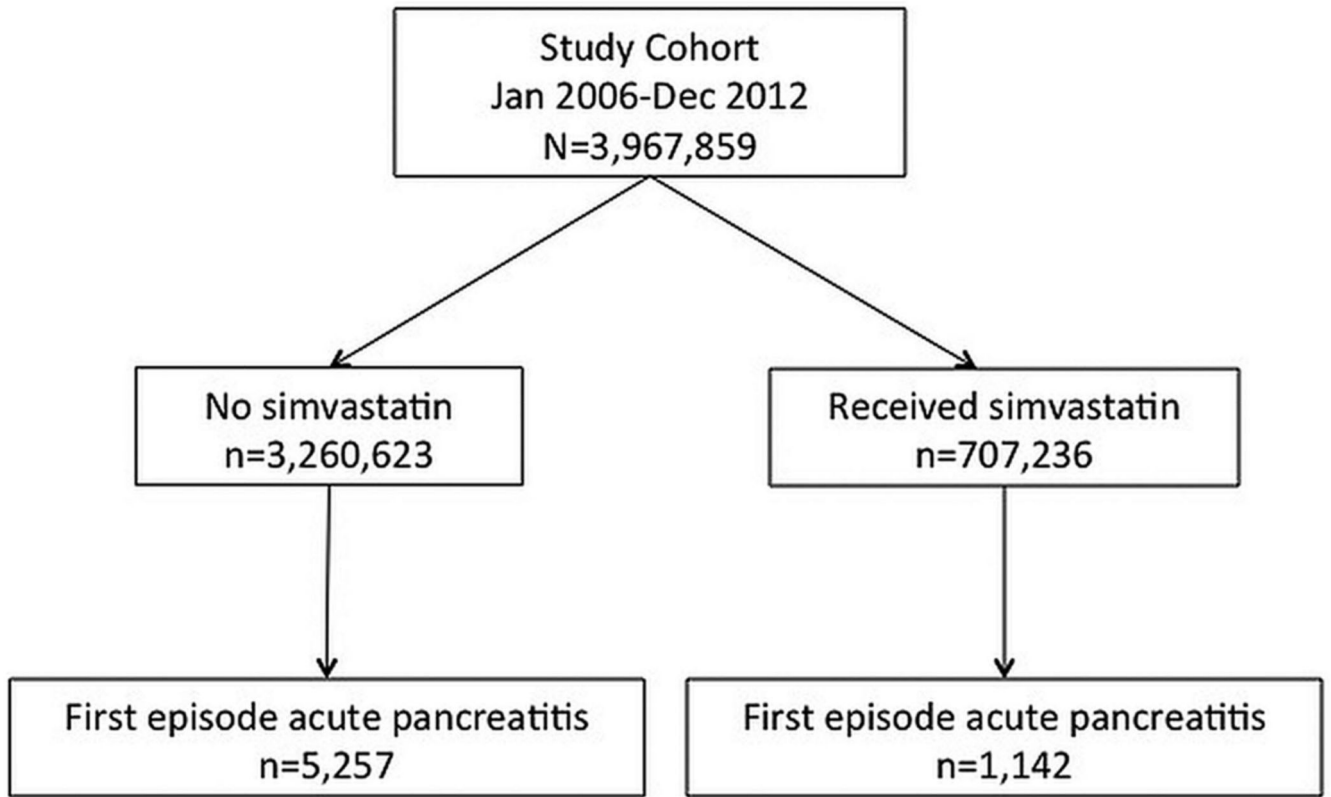 Study Cohort
Jan 2006-Dec 2012
N=3,967,859
No simvastatin
n=3,260,623
Received simvastatin
n=707,236
First episode acute pancreatitis
n=5,257
First episode acute pancreatitis
n=1,142